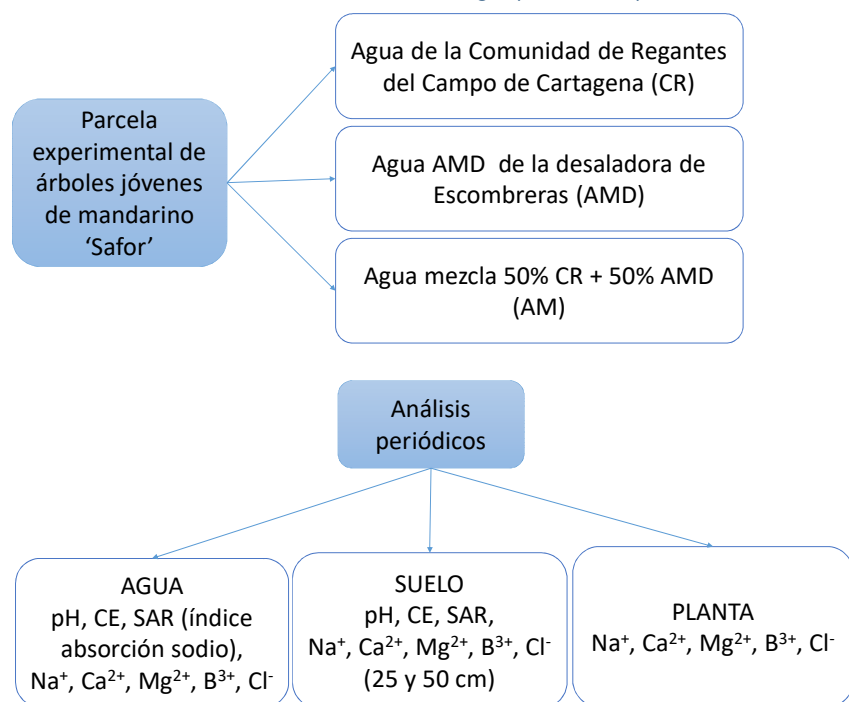 Agua de la Comunidad de Regantes
del Campo de Cartagena (CR)
Parcela
experimental de
árboles jóvenes
de mandarino
‘Safor’
Agua AMD  de la desaladora de
Escombreras (AMD)
Agua mezcla 50% CR + 50% AMD
(AM)
Análisis
periódicos
AGUA
pH, CE, SAR (índice
absorción sodio),
Na⁺, Ca²⁺, Mg²⁺, B³⁺, Cl⁻
SUELO
pH, CE, SAR,
Na⁺, Ca²⁺, Mg²⁺, B³⁺, Cl⁻
(25 y 50 cm)
PLANTA
Na⁺, Ca²⁺, Mg²⁺, B³⁺, Cl⁻